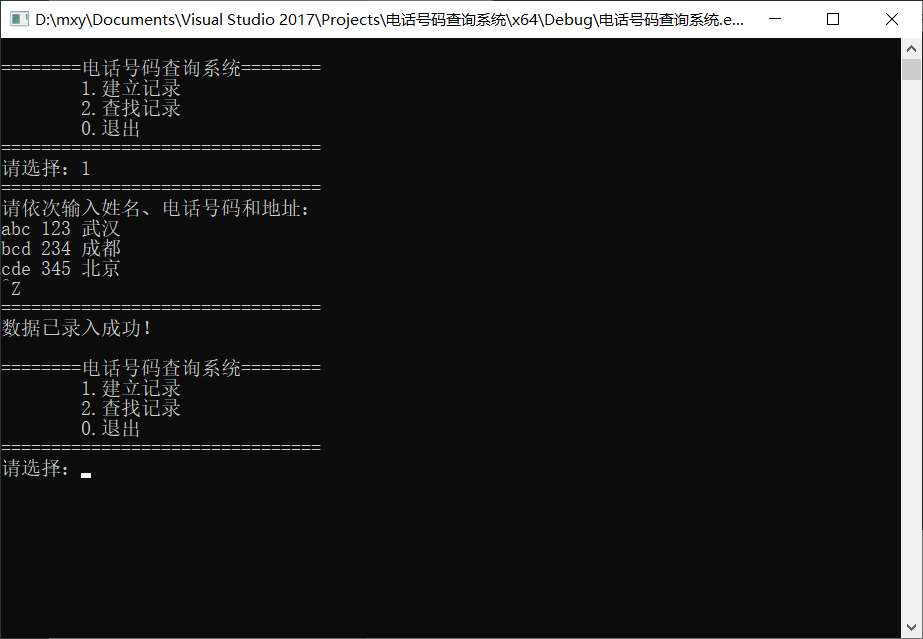 D:\mxy\Documents\Visual Studio 2017\Projects\电话号码查询系统\x64\Debug\电话号码查询系统.e...
========电话号码查询系统========
1.建立记录
2.查找记录
0.退出
================================
请选择：1
================================
请依次输入姓名、电话号码和地址：
abc 123 武汉
bcd 234 成都
cde 345 北京
^Z
================================
数据已录入成功！
========电话号码查询系统========
1.建立记录
2.查找记录
0.退出
================================
请选择：